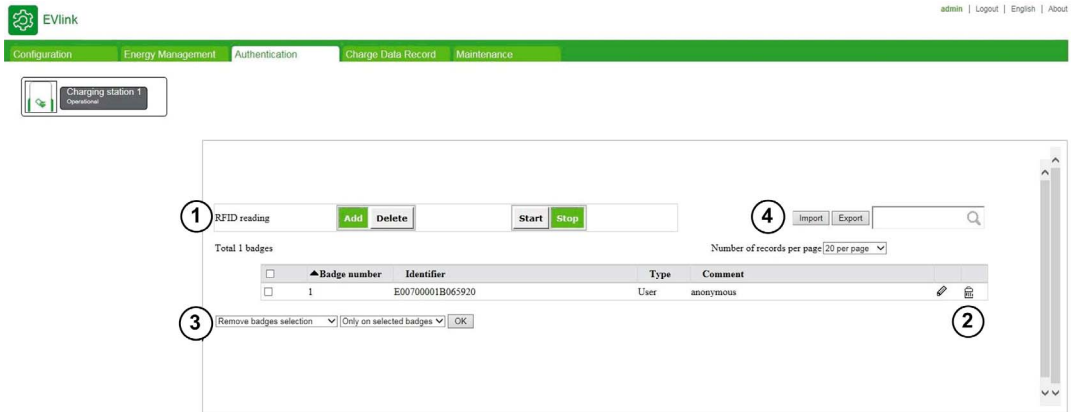 admin | Logout | English | About
EVlink
Configuration Energy Management Authentication Charge Data Record Maintenance
Charging station 1
Operational
1 RFID reading Add Delete Start Stop 4 Import Export
Total 1 badges Number of records per page 20 per page
Badge number Identifier Type Comment
1 E00700001B065920 User anonymous
3 Remove badges selection Only on selected badges OK 2